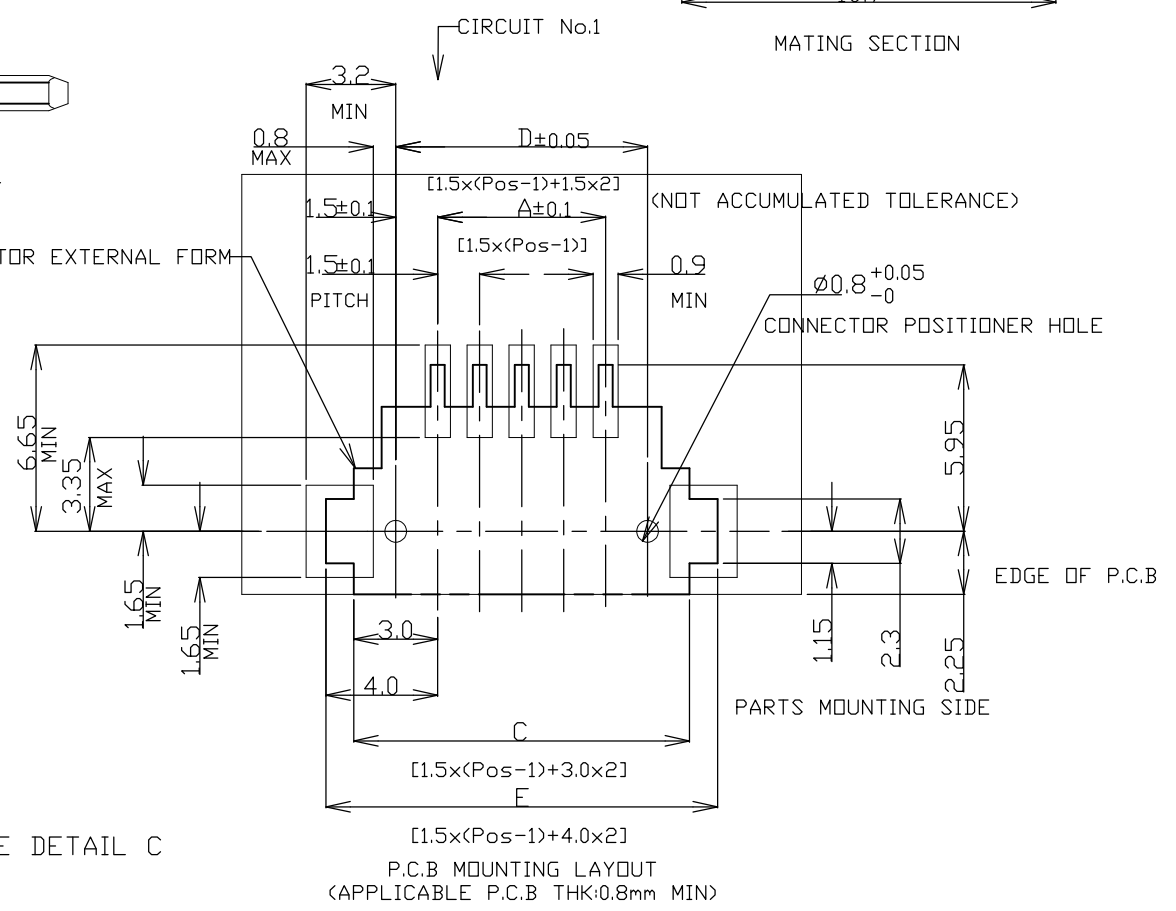 CIRCUIT No.1
MATING SECTION
3.2
MIN
0.8
MAX
D±0.05
[1.5x(Pos-1)+1.5x2]
(NOT ACCUMULATED TOLERANCE)
1.5±0.1
A±0.1
[1.5x(Pos-1)]
EXTERNAL FORM
1.5±0.1
PITCH
0.9
MIN
Ø0.8 +0.05
-0
CONNECTOR POSITIONER HOLE
6.65
MIN
3.35
MAX
5.95
1.65
MIN
1.65
MIN
EDGE OF P.C.B
3.0
4.0
1.15
2.3
2.25
PARTS MOUNTING SIDE
C
[1.5x(Pos-1)+3.0x2]
E
[1.5x(Pos-1)+4.0x2]
DETAIL C
P.C.B MOUNTING LAYOUT
(APPLICABLE P.C.B THK:0.8mm MIN)